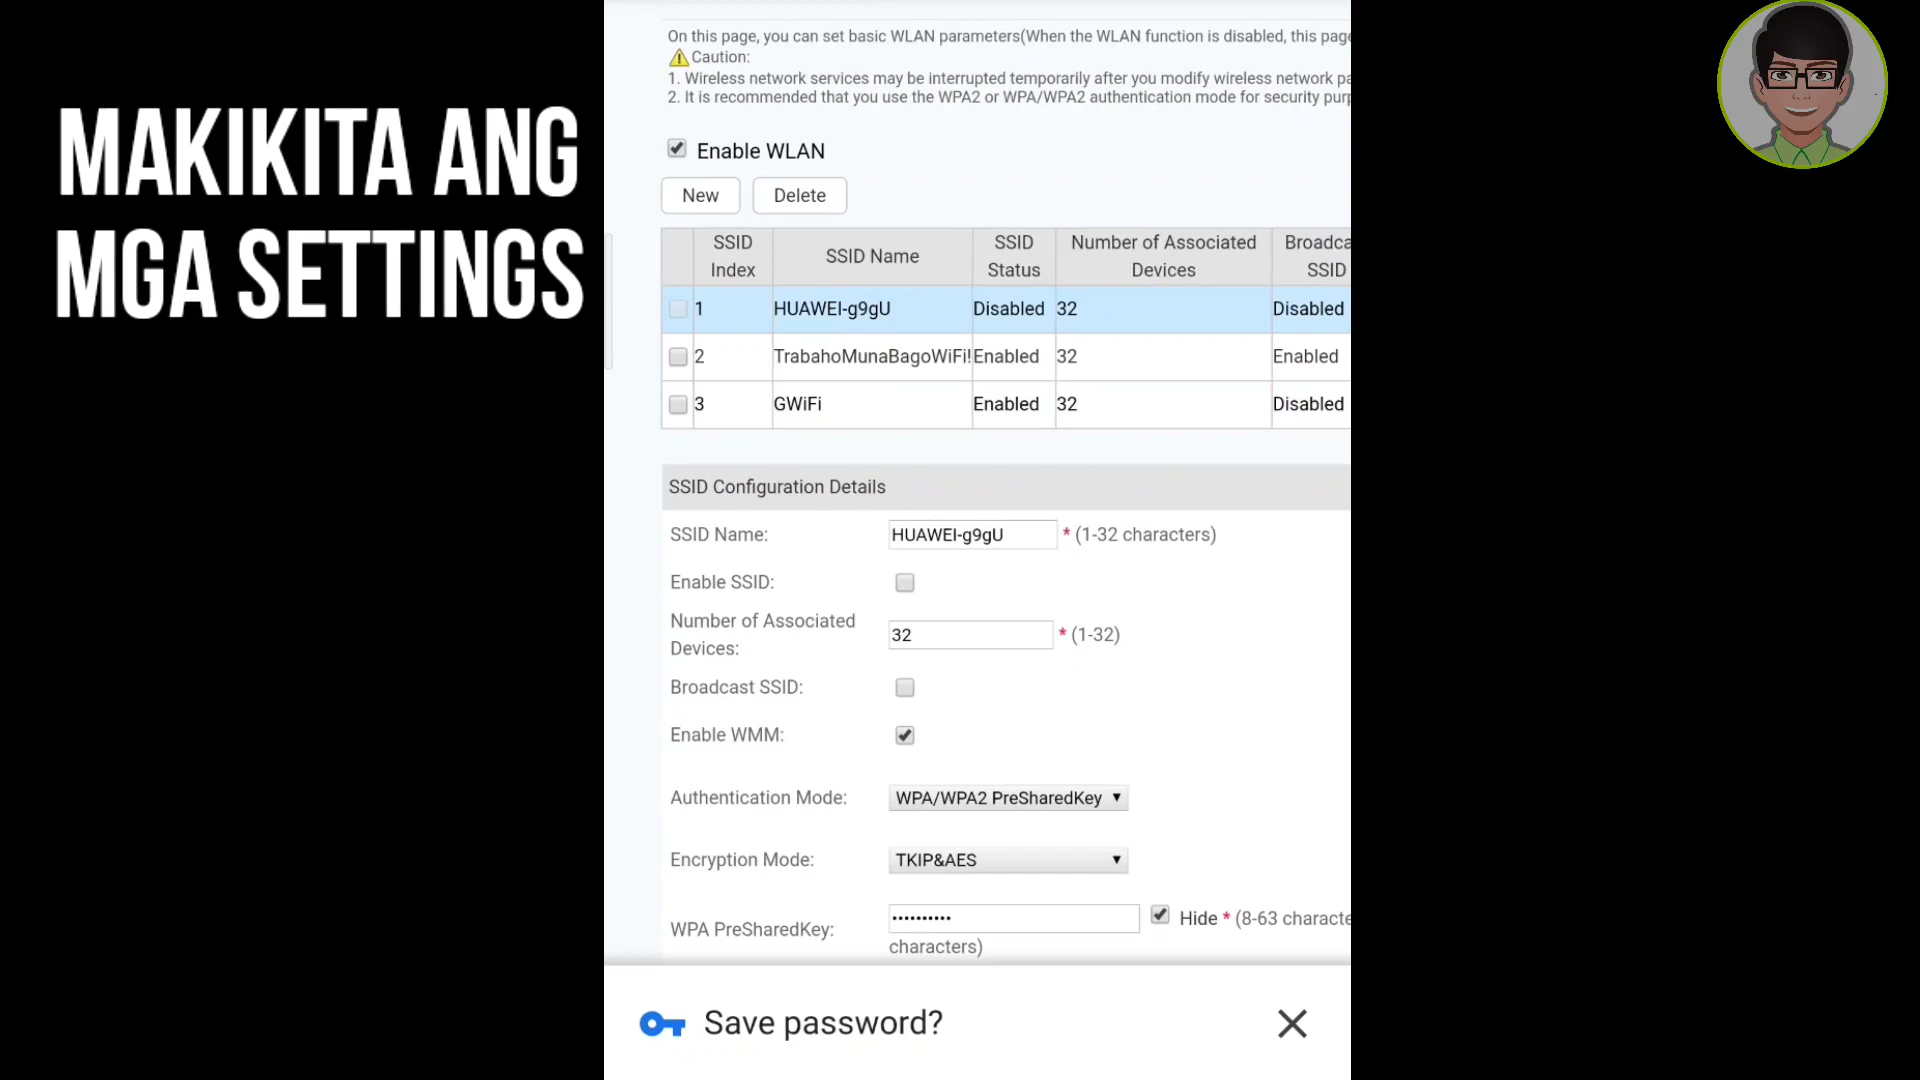 MAKIKITA ANG
MGA SETTINGS
On this page, you can set basic WLAN parameters(When the WLAN function is disabled, this page
Caution:
1. Wireless network services may be interrupted temporarily after you modify wireless network pa
2. It is recommended that you use the WPA2 or WPA/WPA2 authentication mode for security purp
Enable WLAN
New Delete
SSID Index SSID Name SSID Status Number of Associated Devices Broadca SSID
1 HUAWEI-g9gU Disabled 32 Disabled
2 TrabahoMunaBagoWiFi! Enabled 32 Enabled
3 GWiFi Enabled 32 Disabled
SSID Configuration Details
SSID Name: HUAWEI-g9gU * (1-32 characters)
Enable SSID:
Number of Associated
Devices: 32 * (1-32)
Broadcast SSID:
Enable WMM:
Authentication Mode: WPA/WPA2 PreSharedKey
Encryption Mode: TKIP&AES
WPA PreSharedKey: •••••••••• Hide * (8-63 characte
characters)
Save password?